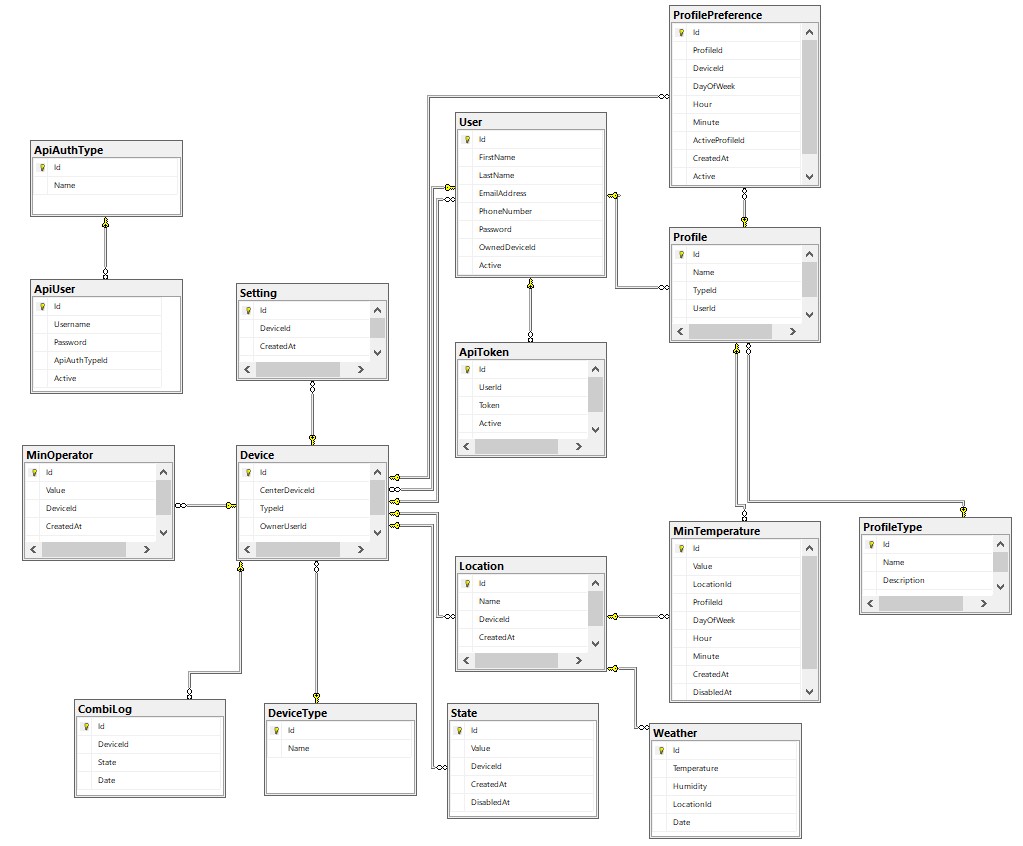 ProfilePreference
Id
ProfileId
DeviceId
DayOfWeek
Hour
Minute
ActiveProfileId
CreatedAt
Active
User
Id
FirstName
LastName
EmailAddress
PhoneNumber
Password
OwnedDeviceId
Active
ApiAuthType
Id
Name
Profile
Id
Name
TypeId
UserId
ApiUser
Id
Username
Password
ApiAuthTypeId
Active
Setting
Id
DeviceId
CreatedAt
ApiToken
Id
UserId
Token
Active
MinOperator
Id
Value
DeviceId
CreatedAt
Device
Id
CenterDeviceId
TypeId
OwnerUserId
MinTemperature
Id
Value
LocationId
ProfileId
DayOfWeek
Hour
Minute
CreatedAt
DisabledAt
ProfileType
Id
Name
Description
Location
Id
Name
DeviceId
CreatedAt
CombiLog
Id
DeviceId
State
Date
DeviceType
Id
Name
State
Id
Value
DeviceId
CreatedAt
DisabledAt
Weather
Id
Temperature
Humidity
LocationId
Date